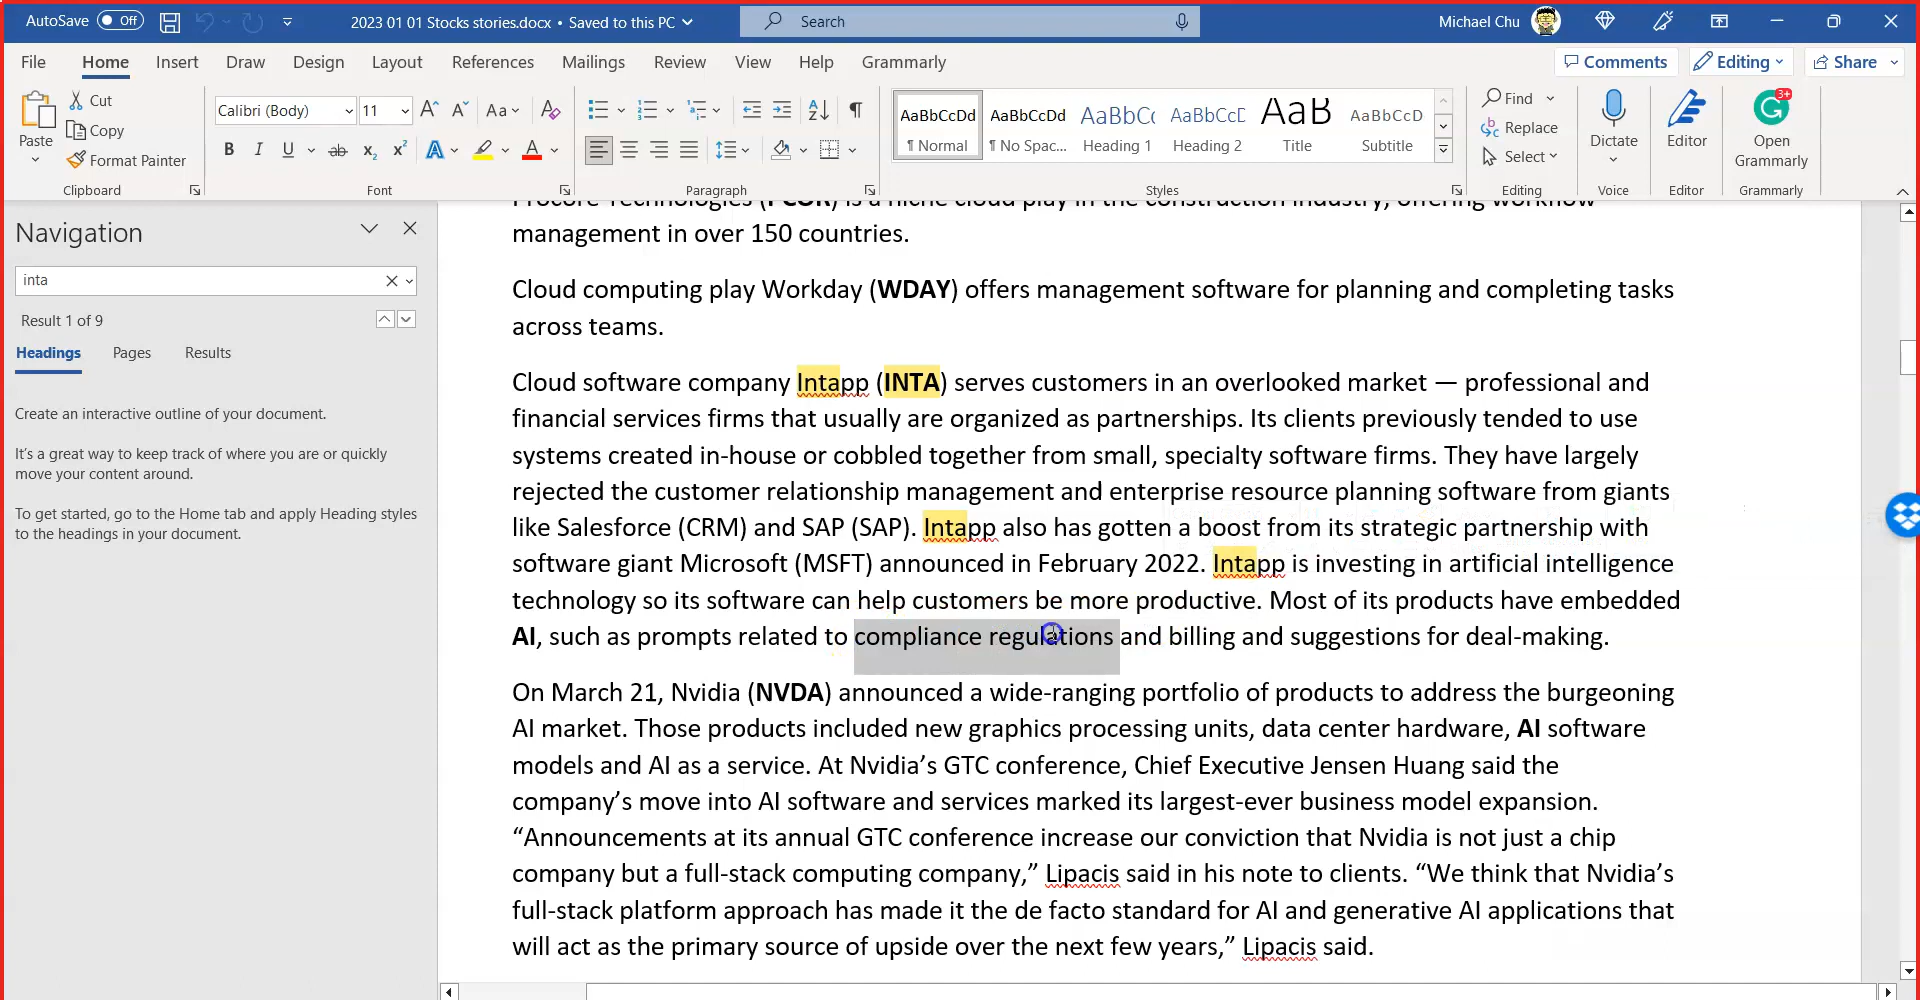 AutoSave Off 2023 01 01 Stocks stories.docx • Saved to this PC Search Michael Chu
File Home Insert Draw Design Layout References Mailings Review View Help Grammarly Comments Editing Share
Paste Cut Copy Format Painter Clipboard
Calibri (Body) 11 Aa Font
Paragraph
AaBbCcDd AaBbCcDd AaBbCc AaBbCcD AaB AaBbCcD
¶ Normal ¶ No Spac... Heading 1 Heading 2 Title Subtitle
Styles
Find Replace Select Editing
Dictate Voice
Editor Editor
3+
Open Grammarly Grammarly
Navigation
inta
Result 1 of 9
Headings Pages Results
Create an interactive outline of your document.
It's a great way to keep track of where you are or quickly
move your content around.
To get started, go to the Home tab and apply Heading styles
to the headings in your document.
Procore Technologies (PCOR) is a niche cloud play in the construction industry, offering workflow
management in over 150 countries.
Cloud computing play Workday (WDAY) offers management software for planning and completing tasks
across teams.
Cloud software company Intapp (INTA) serves customers in an overlooked market — professional and
financial services firms that usually are organized as partnerships. Its clients previously tended to use
systems created in-house or cobbled together from small, specialty software firms. They have largely
rejected the customer relationship management and enterprise resource planning software from giants
like Salesforce (CRM) and SAP (SAP). Intapp also has gotten a boost from its strategic partnership with
software giant Microsoft (MSFT) announced in February 2022. Intapp is investing in artificial intelligence
technology so its software can help customers be more productive. Most of its products have embedded
AI, such as prompts related to compliance regulations and billing and suggestions for deal-making.
On March 21, Nvidia (NVDA) announced a wide-ranging portfolio of products to address the burgeoning
AI market. Those products included new graphics processing units, data center hardware, AI software
models and AI as a service. At Nvidia’s GTC conference, Chief Executive Jensen Huang said the
company’s move into AI software and services marked its largest-ever business model expansion.
“Announcements at its annual GTC conference increase our conviction that Nvidia is not just a chip
company but a full-stack computing company,” Lipacis said in his note to clients. “We think that Nvidia’s
full-stack platform approach has made it the de facto standard for AI and generative AI applications that
will act as the primary source of upside over the next few years,” Lipacis said.